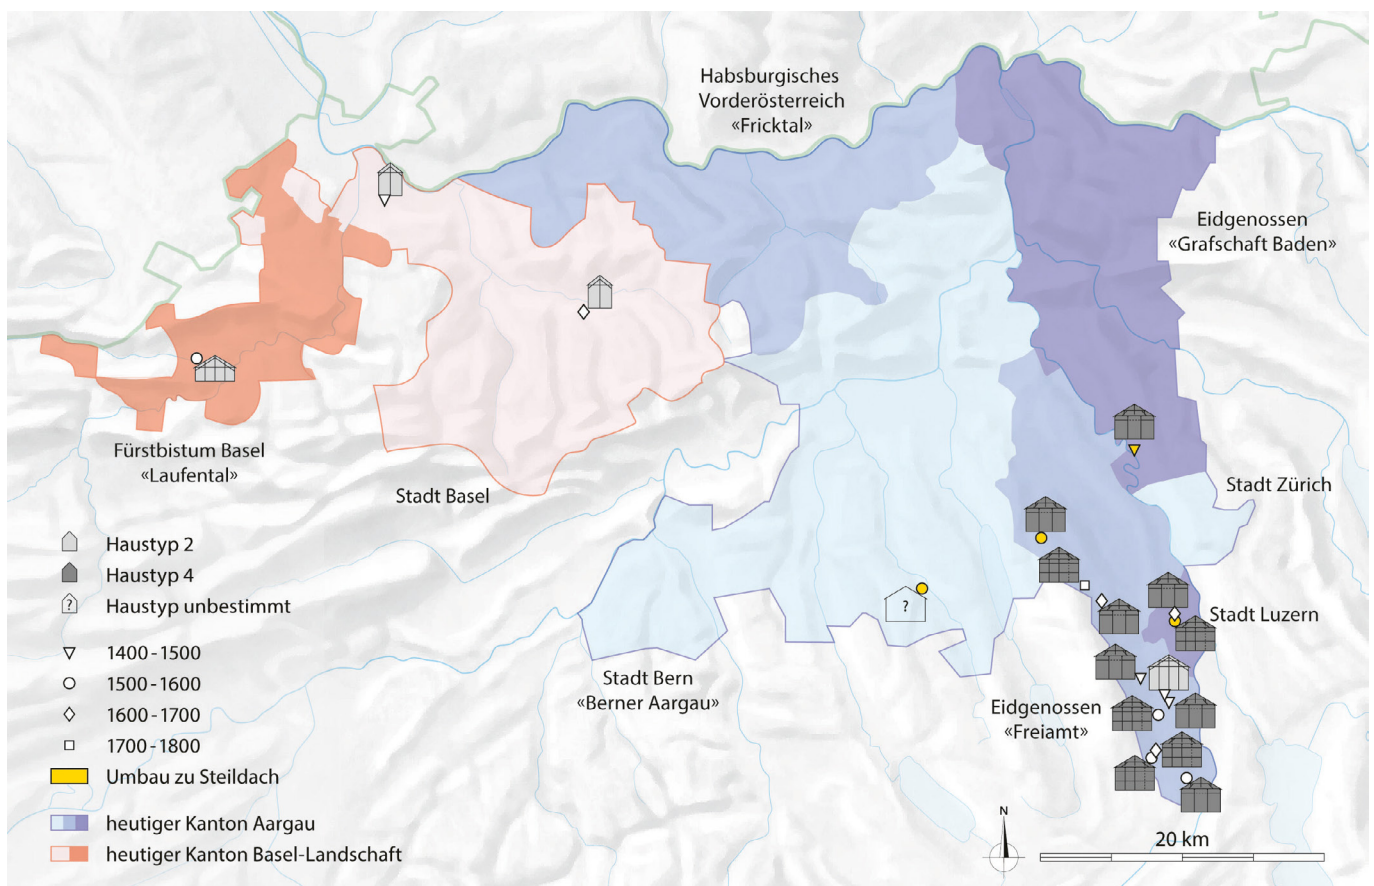 Habsburgisches
Vorderösterreich
«Fricktal»
Eidgenossen
«Grafschaft Baden»
Fürstbistum Basel
«Laufental»
Stadt Basel
Stadt Zürich
Haustyp 2
Haustyp 4
?
Haustyp unbestimmt
?
Stadt Luzern
1400 - 1500
1500 - 1600
1600 - 1700
1700 - 1800
Umbau zu Steildach
Stadt Bern
«Berner Aargau»
Eidgenossen
«Freiamt»
heutiger Kanton Aargau
heutiger Kanton Basel-Landschaft
N
20 km